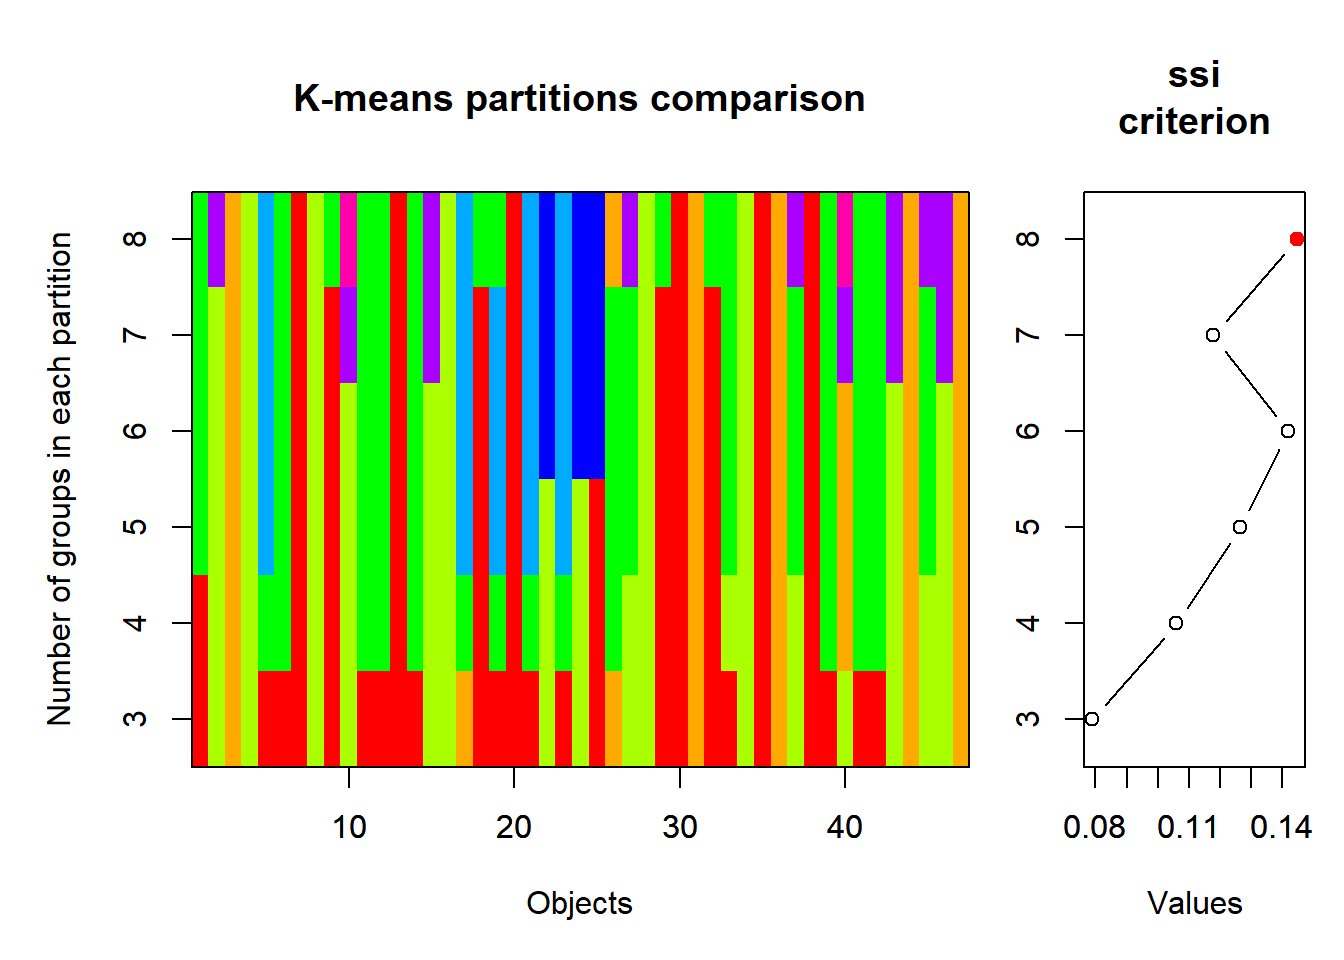 K-means partitions comparison
ssi
criterion
Number of groups in each partition
8
7
6
5
4
3
10 20 30 40
Objects
8
7
6
5
4
3
0.08 0.11 0.14
Values